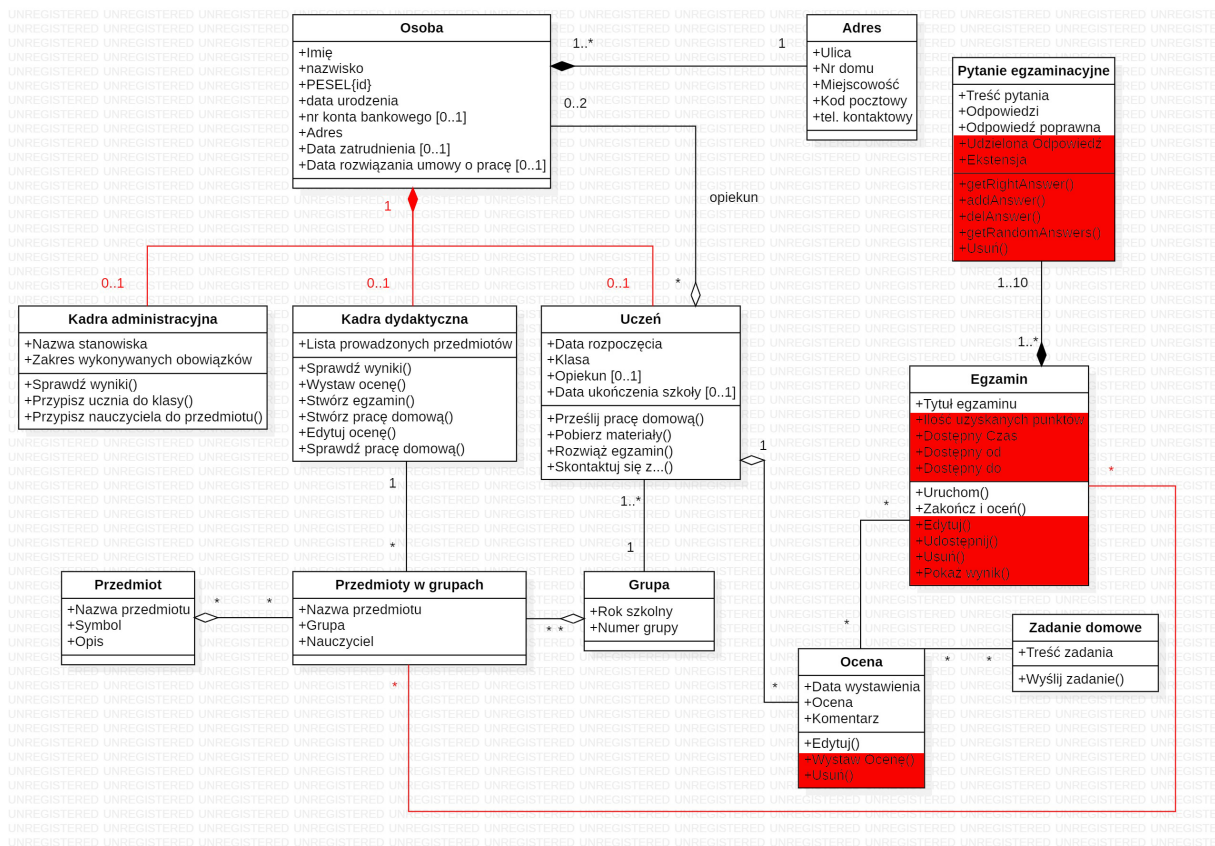 Osoba
+Imię
+nazwisko
+PESEL{id}
+data urodzenia
+nr konta bankowego [0..1]
+Adres
+Data zatrudnienia [0..1]
+Data rozwiązania umowy o pracę [0..1]
1..*
1
Adres
+Ulica
+Nr domu
+Miejscowość
+Kod pocztowy
+tel. kontaktowy
0..2
opiekun
*
Pytanie egzaminacyjne
+Treść pytania
+Odpowiedzi
+Odpowiedź poprawna
+Udzielona Odpowiedź
+Ekstensja
+getRightAnswer()
+addAnswer()
+delAnswer()
+getRandomAnswers()
+Usuń()
1..10
1..*
1
0..1
0..1
0..1
Kadra administracyjna
+Nazwa stanowiska
+Zakres wykonywanych obowiązków
+Sprawdź wyniki()
+Przypisz ucznia do klasy()
+Przypisz nauczyciela do przedmiotu()
Kadra dydaktyczna
+Lista prowadzonych przedmiotów
+Sprawdź wyniki()
+Wystaw ocenę()
+Stwórz egzamin()
+Stwórz pracę domową()
+Edytuj ocenę()
+Sprawdź pracę domową()
Uczeń
+Data rozpoczęcia
+Klasa
+Opiekun [0..1]
+Data ukończenia szkoły [0..1]
+Prześlij pracę domową()
+Pobierz materiały()
+Rozwiąż egzamin()
+Skontaktuj się z...()
Egzamin
+Tytuł egzaminu
+Ilość użyskanych punktów
+Dostępny Czas
+Dostępny od
+Dostępny do
+Uruchom()
+Zakończ i oceń()
+Edytuj()
+Udostępnij()
+Usuń()
+Pokaż wynik()
1
*
1..*
1
1
*
*
*
*
Przedmiot
+Nazwa przedmiotu
+Symbol
+Opis
* *
Przedmioty w grupach
+Nazwa przedmiotu
+Grupa
+Nauczyciel
* *
Grupa
+Rok szkolny
+Numer grupy
*
Ocena
+Data wystawienia
+Ocena
+Komentarz
+Edytuj()
+Wystaw Ocenę()
+Usuń()
* *
Zadanie domowe
+Treść zadania
+Wyślij zadanie()
UNREGISTERED